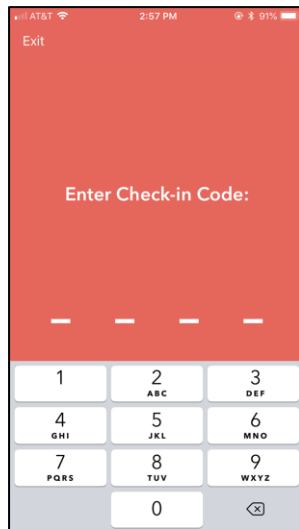 AT&T 2:57 PM 91%
Exit
Enter Check-in Code:
1 2 3
ABC DEF
4 5 6
GHI JKL MNO
7 8 9
PQRS TUV WXYZ
0